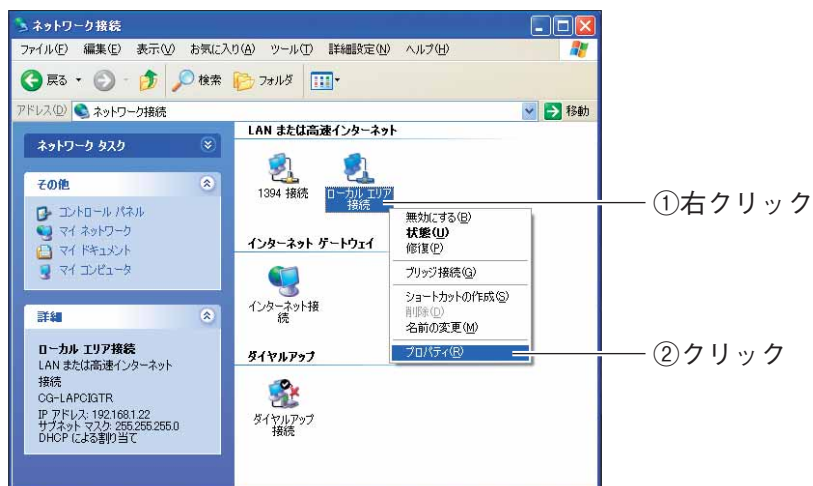 ネットワーク接続
ファイル(F) 編集(E) 表示(V) お気に入り(A) ツール(T) 詳細設定(N) ヘルプ(H)
戻る 検索 フォルダ
アドレス(D) ネットワーク接続 移動
ネットワーク タスク
その他
コントロール パネル
マイ ネットワーク
マイ ドキュメント
マイ コンピュータ
詳細
ローカル エリア接続
LAN または高速インターネット
接続
CG-LAPCIGTR
IP アドレス: 192.168.1.22
サブネット マスク: 255.255.255.0
DHCP による割り当て
LAN または高速インターネット
1394 接続
ローカル エリア
接続
インターネット ゲートウェイ
インターネット接
続
ダイヤルアップ
ダイヤルアップ
接続
無効にする(B)
状態(U)
修復(P)
ブリッジ接続(G)
ショートカットの作成(S)
削除(D)
名前の変更(M)
プロパティ(R)
①右クリック
②クリック